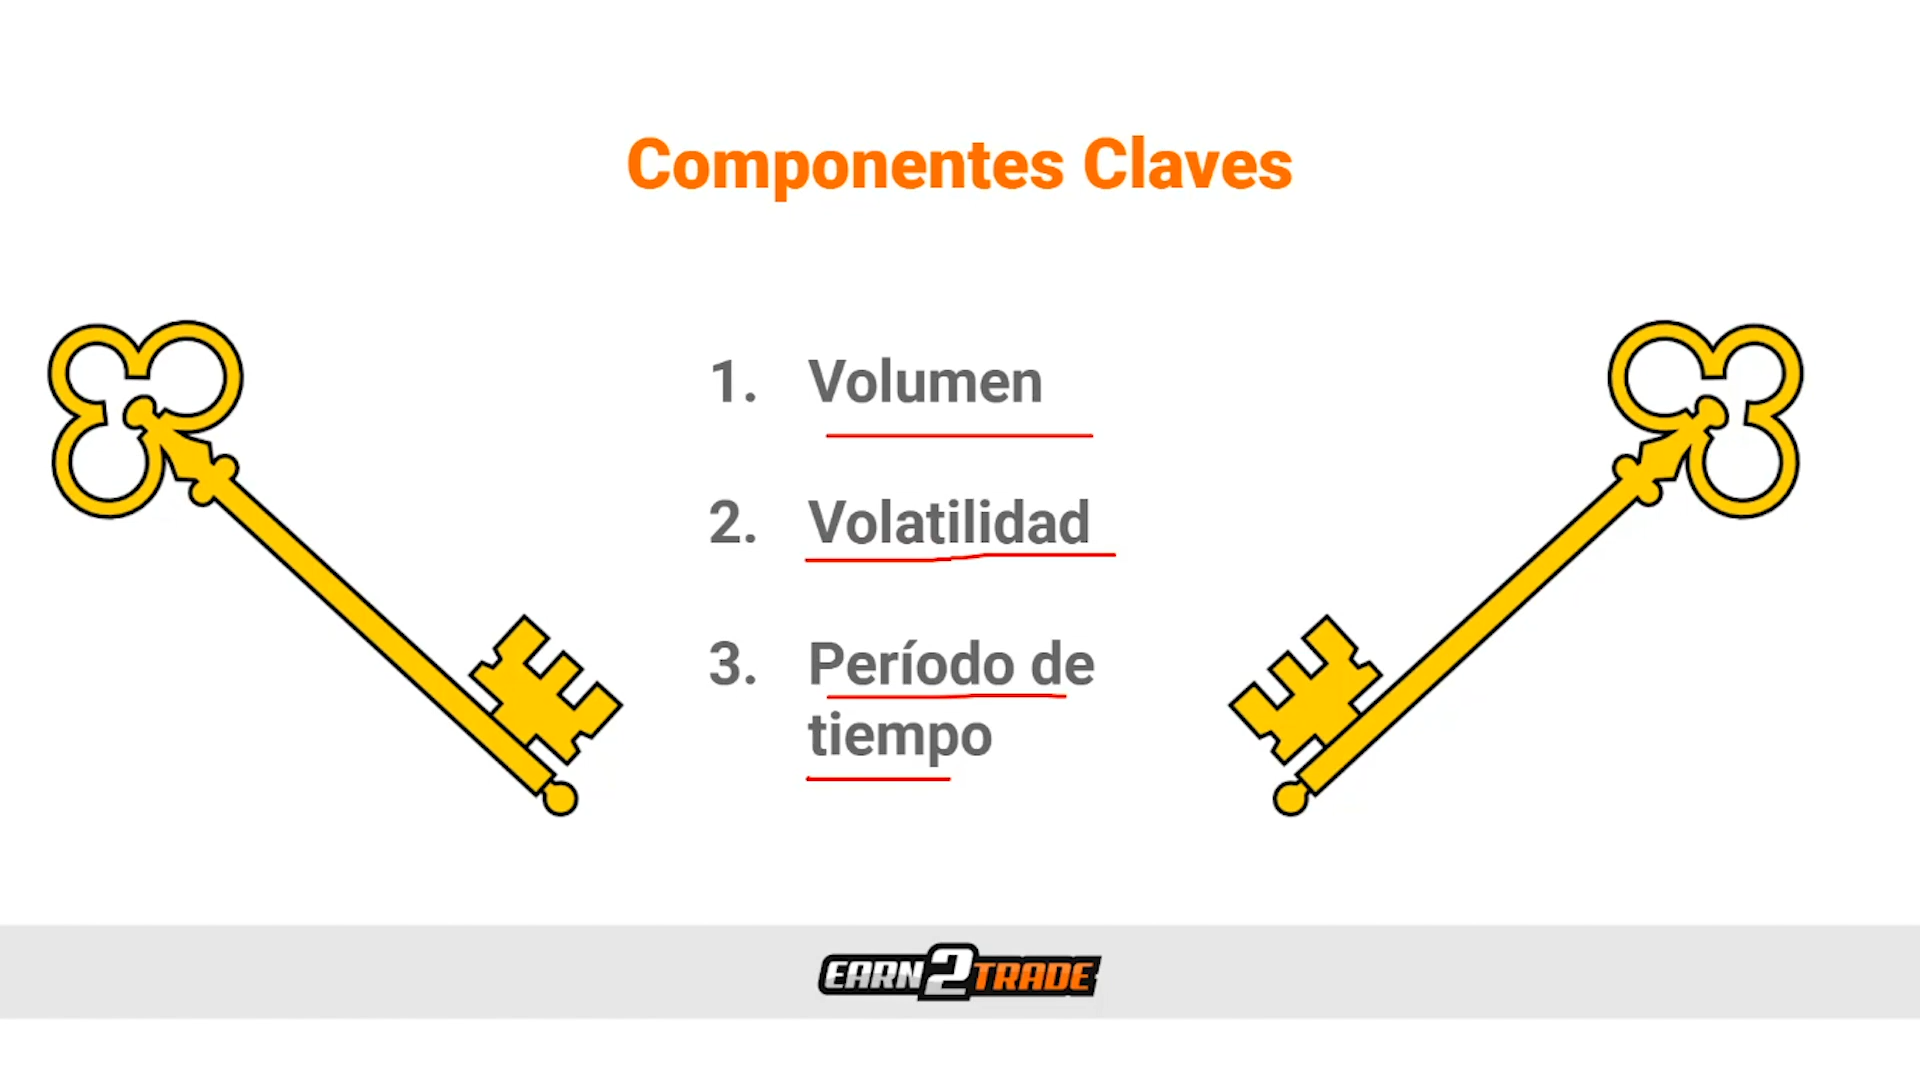 Componentes Claves
1. Volumen
2. Volatilidad
3. Período de
tiempo
EARN2TRADE